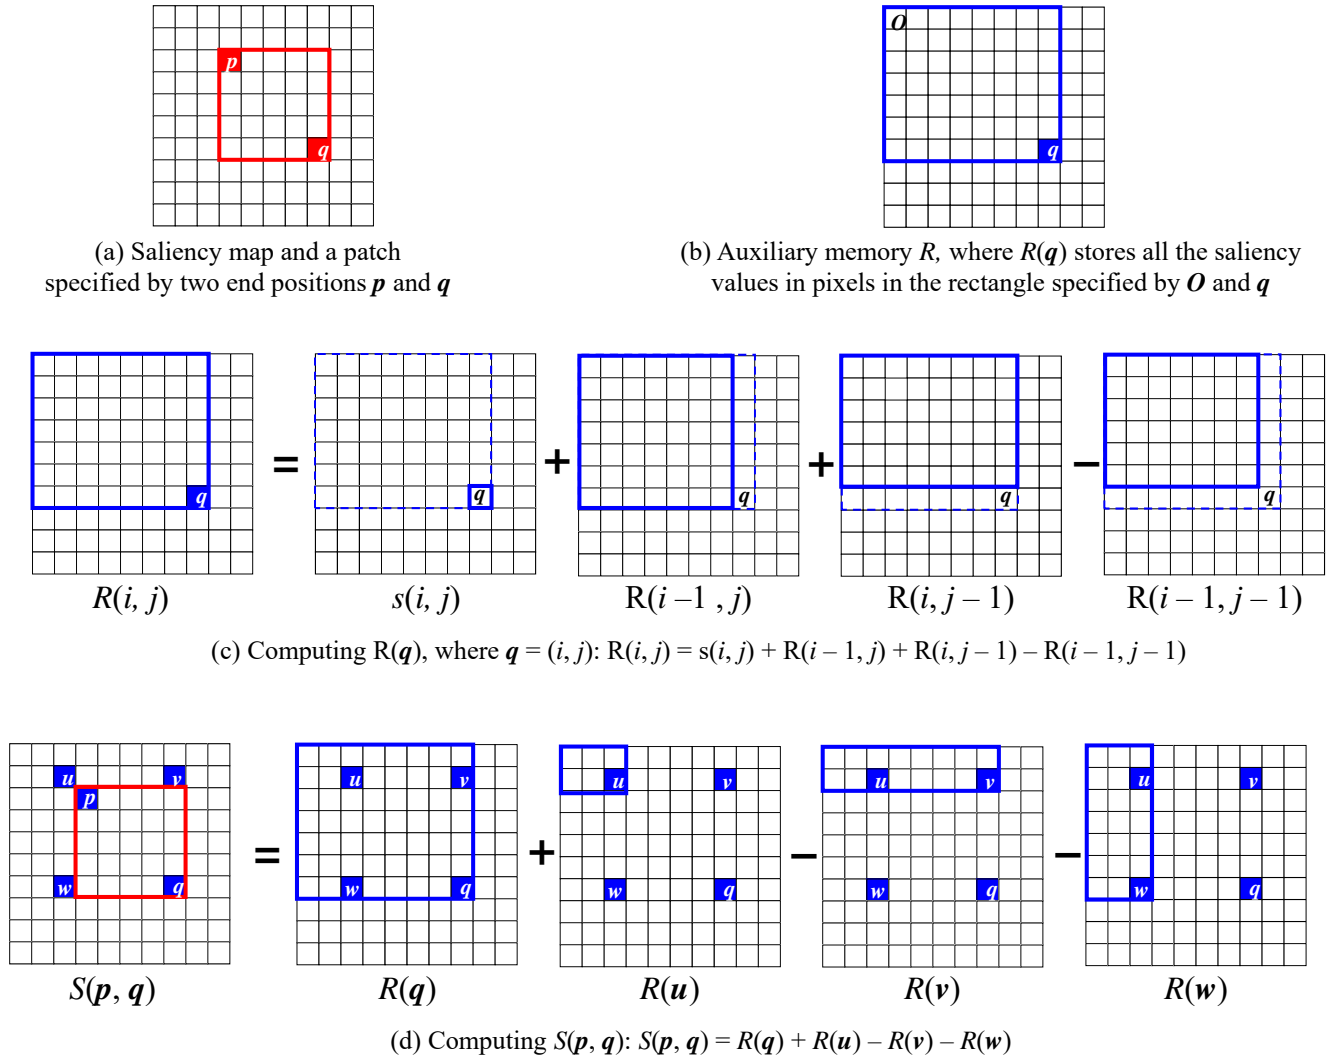 p
q
O
q
(a) Saliency map and a patch
specified by two end positions p and q
(b) Auxiliary memory R, where R(q) stores all the saliency
values in pixels in the rectangle specified by O and q
q = q + q + q − q
R(i, j) s(i, j) R(i −1 , j) R(i, j − 1) R(i − 1, j − 1)
(c) Computing R(q), where q = (i, j): R(i, j) = s(i, j) + R(i − 1, j) + R(i, j − 1) – R(i − 1, j − 1)
u v u v u v u v u v
p
= + − −
w q w q w q w q w q
S(p, q) R(q) R(u) R(v) R(w)
(d) Computing S(p, q): S(p, q) = R(q) + R(u) – R(v) – R(w)